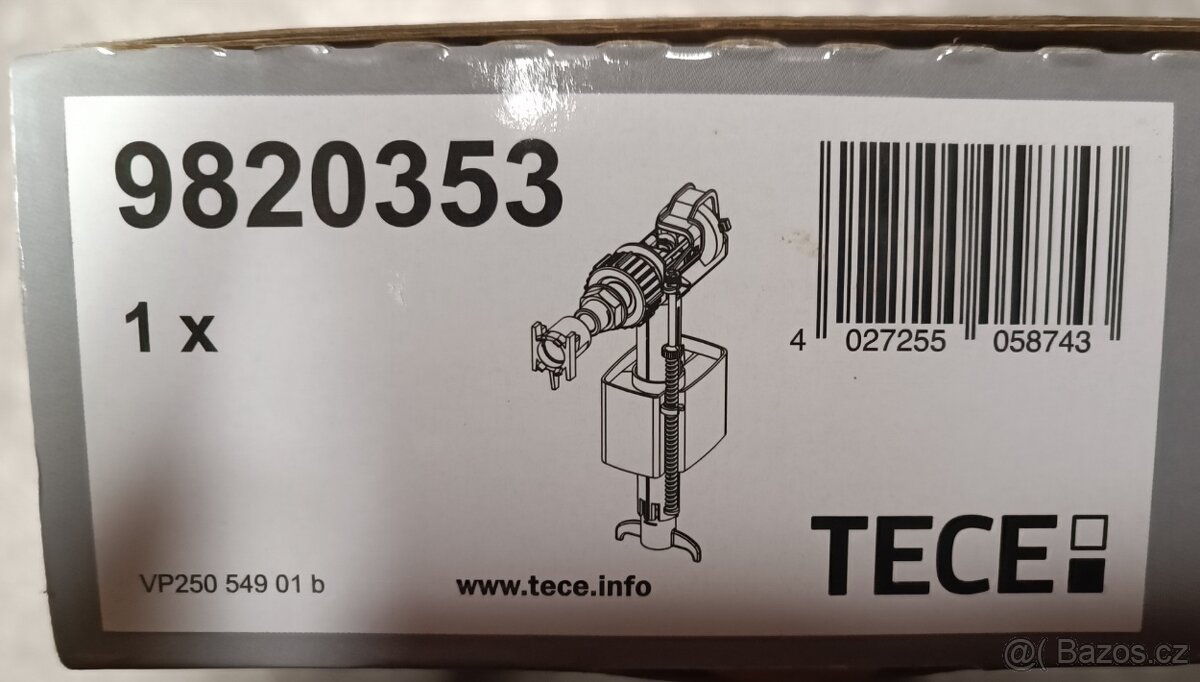 9820353
1 x
4 027255 058743
VP250 549 01 b
www.tece.info
TECE
@( Bazos.cz